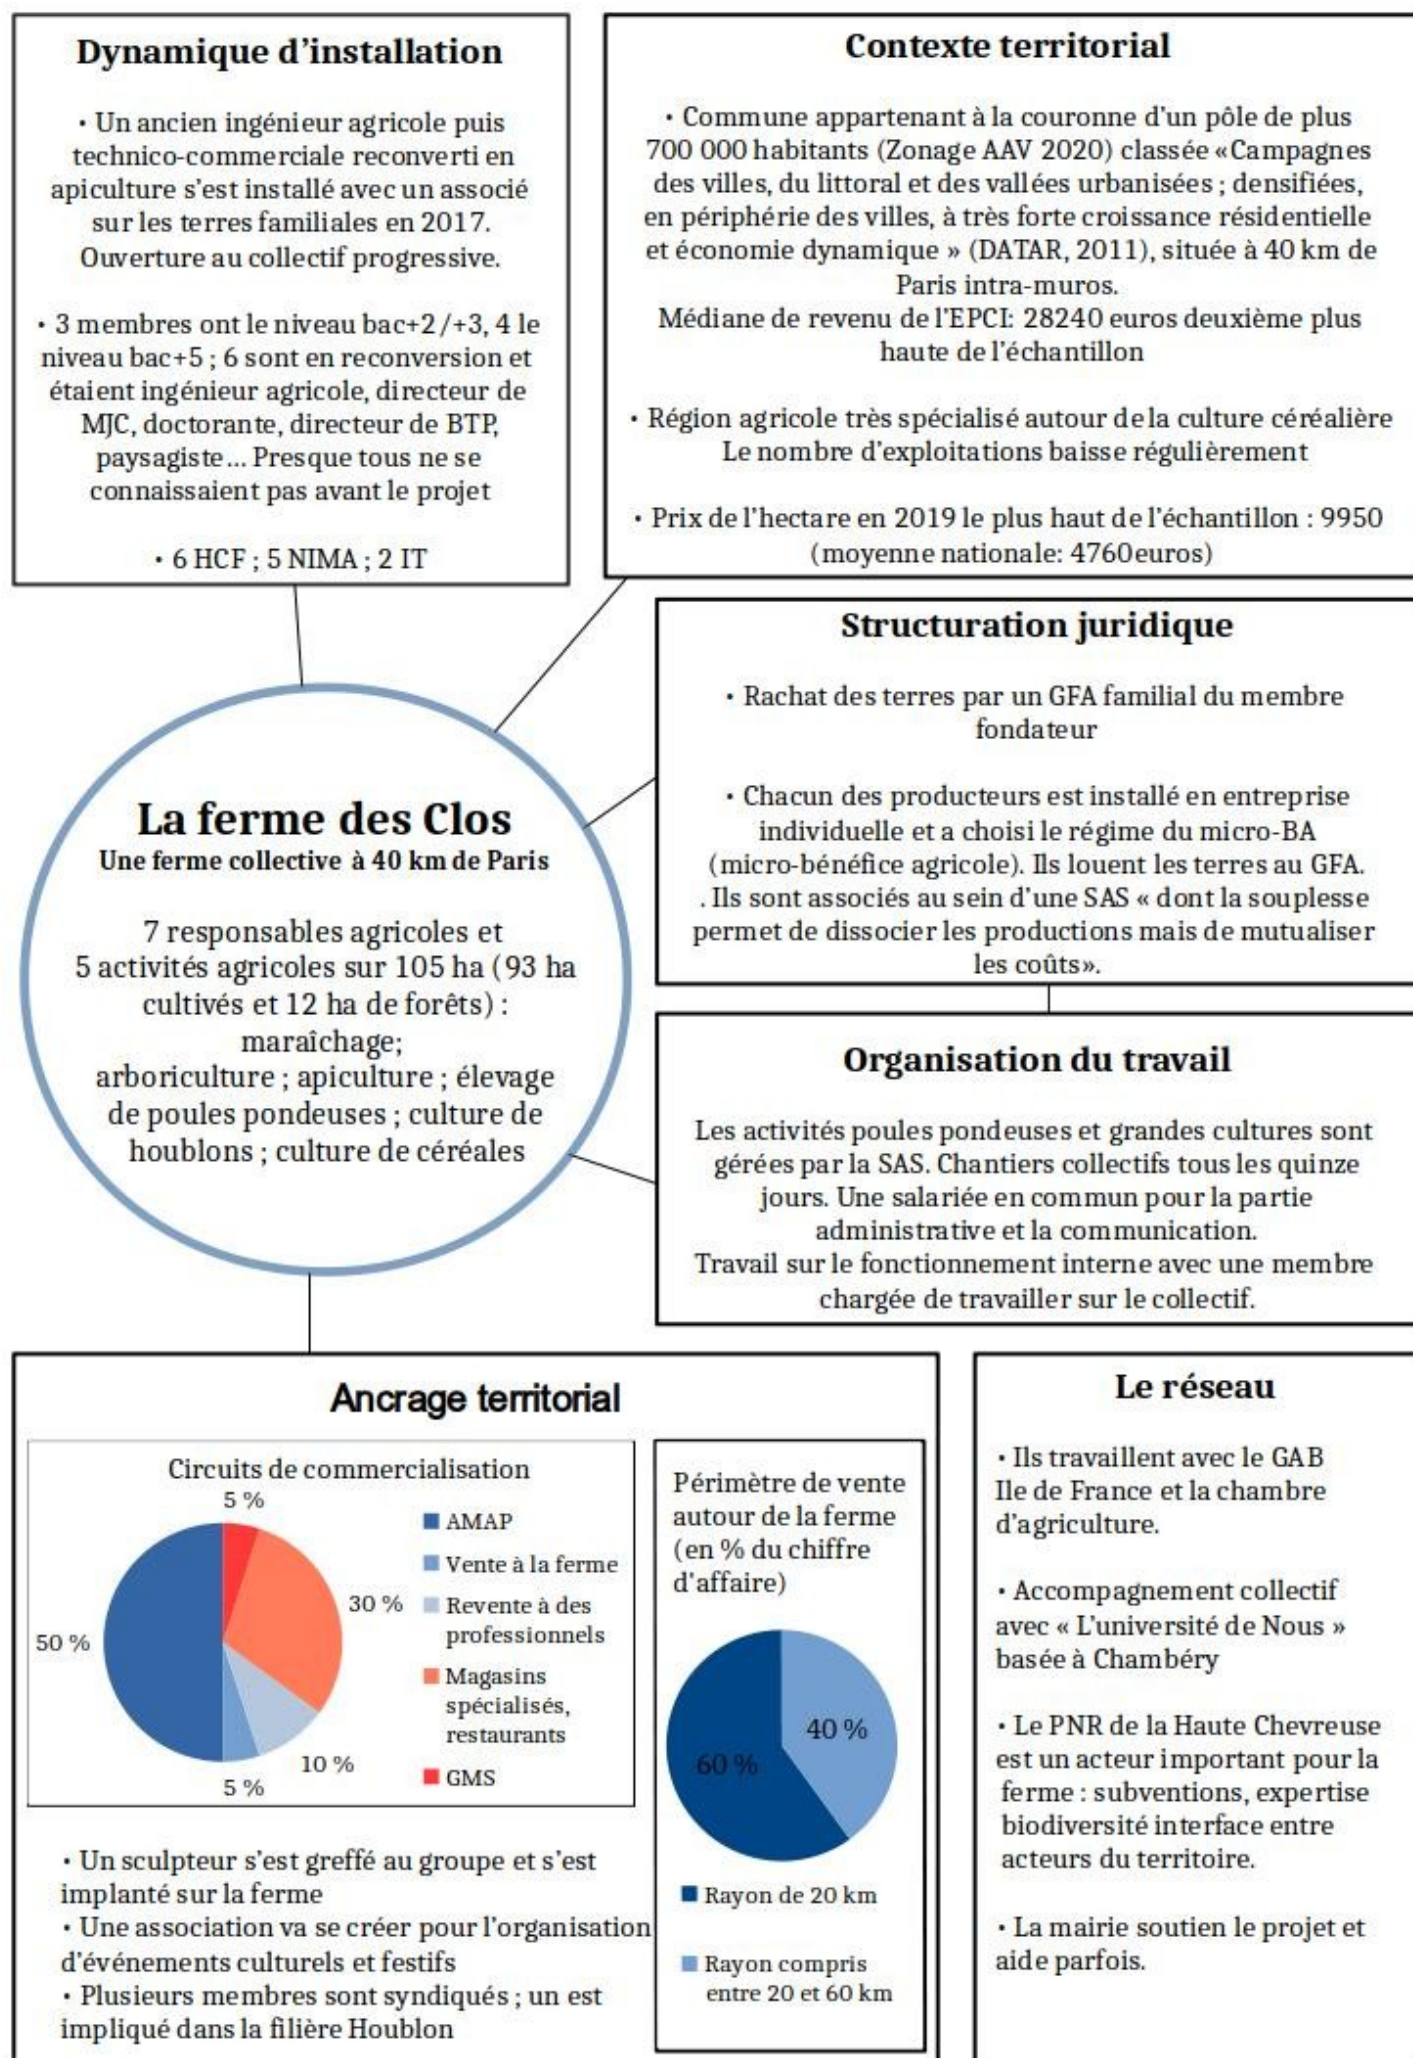 Dynamique d’installation
• Un ancien ingénieur agricole puis
technico-commerciale reconverti en
apiculture s’est installé avec un associé
sur les terres familiales en 2017.
Ouverture au collectif progressive.
• 3 membres ont le niveau bac+2/+3, 4 le
niveau bac+5 ; 6 sont en reconversion et
étaient ingénieur agricole, directeur de
MJC, doctorante, directeur de BTP,
paysagiste... Presque tous ne se
connaissaient pas avant le projet
• 6 HCF ; 5 NIMA ; 2 IT
Contexte territorial
• Commune appartenant à la couronne d’un pôle de plus
700 000 habitants (Zonage AAV 2020) classée «Campagnes
des villes, du littoral et des vallées urbanisées ; densifiées,
en périphérie des villes, à très forte croissance résidentielle
et économie dynamique » (DATAR, 2011), située à 40 km de
Paris intra-muros.
Médiane de revenu de l’EPCI: 28240 euros deuxième plus
haute de l’échantillon
• Région agricole très spécialisé autour de la culture céréalière
Le nombre d’exploitations baisse régulièrement
• Prix de l’hectare en 2019 le plus haut de l’échantillon : 9950
(moyenne nationale: 4760euros)
Structuration juridique
• Rachat des terres par un GFA familial du membre
fondateur
• Chacun des producteurs est installé en entreprise
individuelle et a choisi le régime du micro-BA
(micro-bénéfice agricole). Ils louent les terres au GFA.
. Ils sont associés au sein d’une SAS « dont la souplesse
permet de dissocier les productions mais de mutualiser
les coûts».
La ferme des Clos
Une ferme collective à 40 km de Paris
7 responsables agricoles et
5 activités agricoles sur 105 ha (93 ha
cultivés et 12 ha de forêts) :
maraîchage;
arboriculture ; apiculture ; élevage
de poules pondeuses ; culture de
houblons ; culture de céréales
Organisation du travail
Les activités poules pondeuses et grandes cultures sont
gérées par la SAS. Chantiers collectifs tous les quinze
jours. Une salariée en commun pour la partie
administrative et la communication.
Travail sur le fonctionnement interne avec une membre
chargée de travailler sur le collectif.
Ancrage territorial
Circuits de commercialisation
5 %
30 %
50 %
10 %
5 %
AMAP
Vente à la ferme
Revente à des
professionnels
Magasins
spécialisés,
restaurants
GMS
Périmètre de vente
autour de la ferme
(en % du chiffre
d'affaire)
40 %
60 %
Rayon de 20 km
Rayon compris
entre 20 et 60 km
• Un sculpteur s’est greffé au groupe et s’est
implanté sur la ferme
• Une association va se créer pour l’organisation
d’événements culturels et festifs
• Plusieurs membres sont syndiqués ; un est
impliqué dans la filière Houblon
Le réseau
• Ils travaillent avec le GAB
Ile de France et la chambre
d’agriculture.
• Accompagnement collectif
avec « L’université de Nous »
basée à Chambéry
• Le PNR de la Haute Chevreuse
est un acteur important pour la
ferme : subventions, expertise
biodiversité interface entre
acteurs du territoire.
• La mairie soutien le projet et
aide parfois.